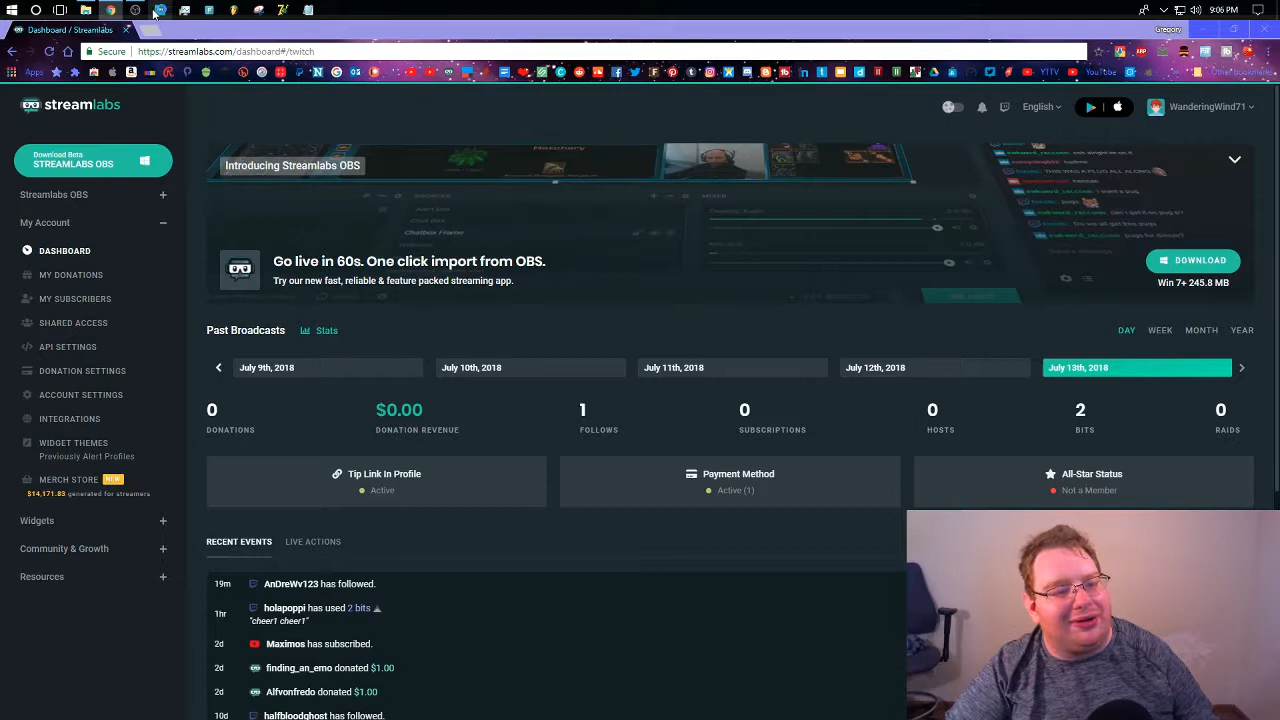 9:06 PM
Dashboard / Streamlabs
Gregory
Secure
https://streamlabs.com/dashboard#/twitch
Apps
YTTV
YouTube
Other bookmarks
streamlabs
English
WanderingWind71
Download Beta
STREAMLABS OBS
Introducing Streamlabs OBS
Streamlabs OBS
My Account
DASHBOARD
Go live in 60s. One click import from OBS.
DOWNLOAD
MY DONATIONS
Try our new fast, reliable & feature packed streaming app.
Win 7+ 245.8 MB
MY SUBSCRIBERS
SHARED ACCESS
Past Broadcasts
Stats
DAY
WEEK
MONTH
YEAR
API SETTINGS
DONATION SETTINGS
July 9th, 2018
July 10th, 2018
July 11th, 2018
July 12th, 2018
July 13th, 2018
ACCOUNT SETTINGS
INTEGRATIONS
0
$0.00
1
0
0
2
0
DONATIONS
DONATION REVENUE
FOLLOWS
SUBSCRIPTIONS
HOSTS
BITS
RAIDS
WIDGET THEMES
Previously Alert Profiles
MERCH STORE NEW
$14,171.83 generated for streamers
Tip Link In Profile
Active
Payment Method
Active (1)
All-Star Status
Not a Member
Widgets
Community & Growth
Resources
RECENT EVENTS
LIVE ACTIONS
19m AnDreWv123 has followed.
1hr holapoppi has used 2 bits
"cheer1 cheer1"
2d Maximos has subscribed.
2d finding_an_emo donated $1.00
2d Alfvonfredo donated $1.00
10d halfbloodghost has followed.